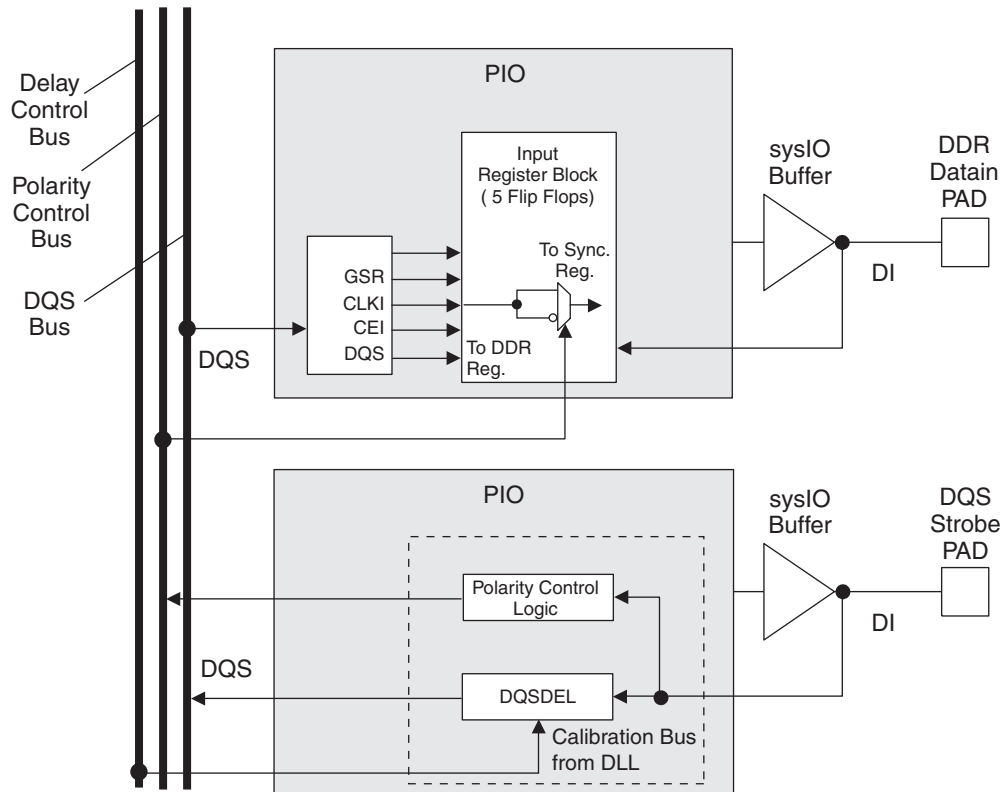 Delay
Control
Bus
Polarity
Control
Bus
DQS
Bus
PIO
Input
Register Block
( 5 Flip Flops)
To Sync.
Reg.
GSR
CLKI
CEI
DQS
To DDR
Reg.
DQS
sysIO
Buffer
DI
DDR
Datain
PAD
PIO
Polarity Control
Logic
DQS
DQSDEL
Calibration Bus
from DLL
sysIO
Buffer
DI
DQS
Strobe
PAD